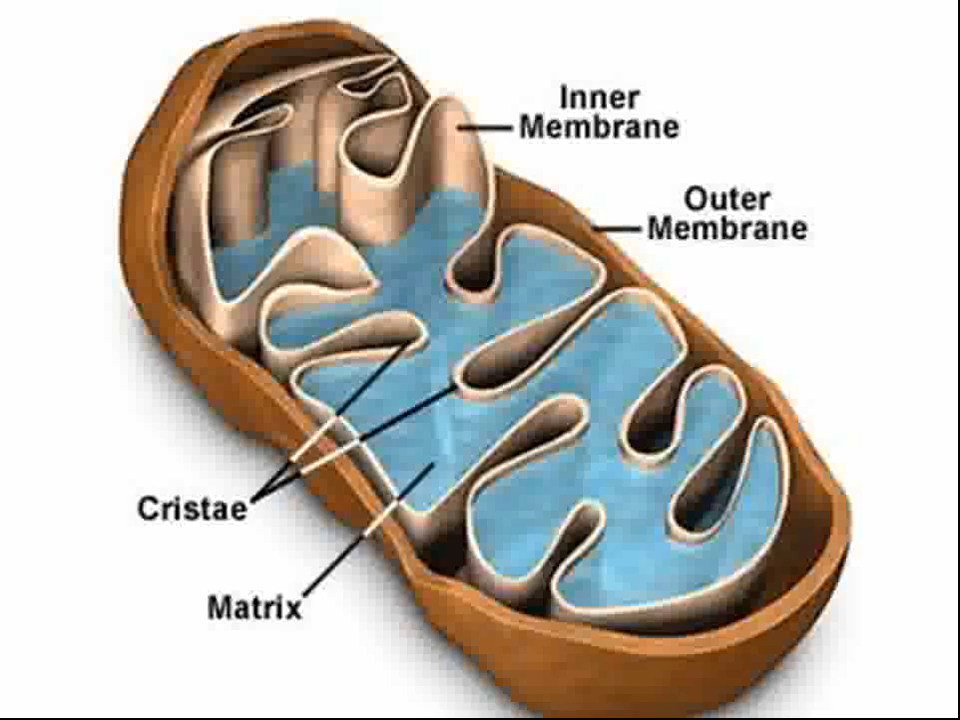 Inner
Membrane
Outer
Membrane
Cristae
Matrix